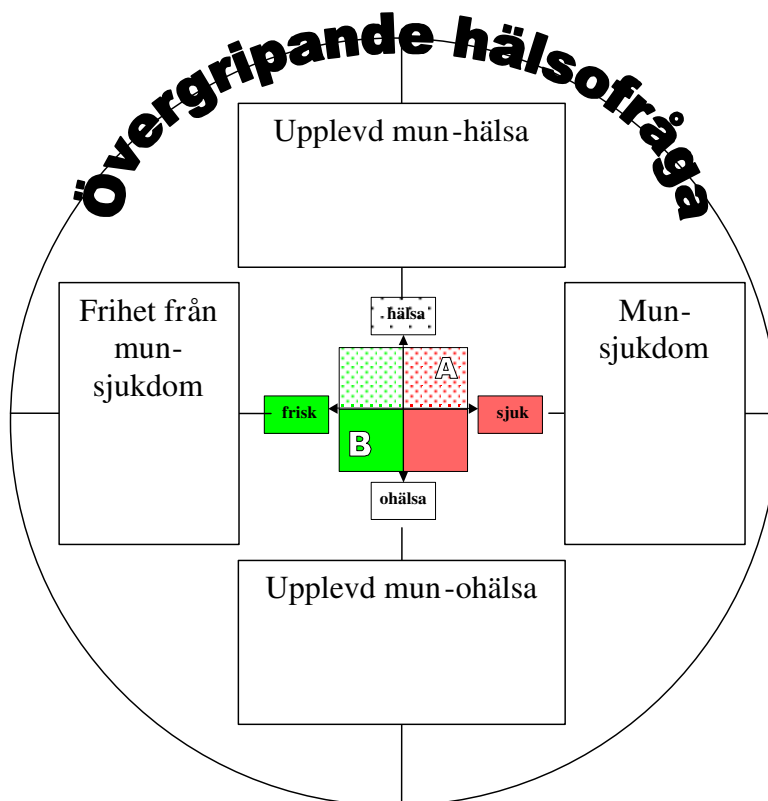 Övergripande hälsofråga
Upplevd mun-hälsa
Frihet från
mun-
sjukdom
hälsa
Mun-
sjukdom
A
frisk
sjuk
B
ohälsa
Upplevd mun-ohälsa